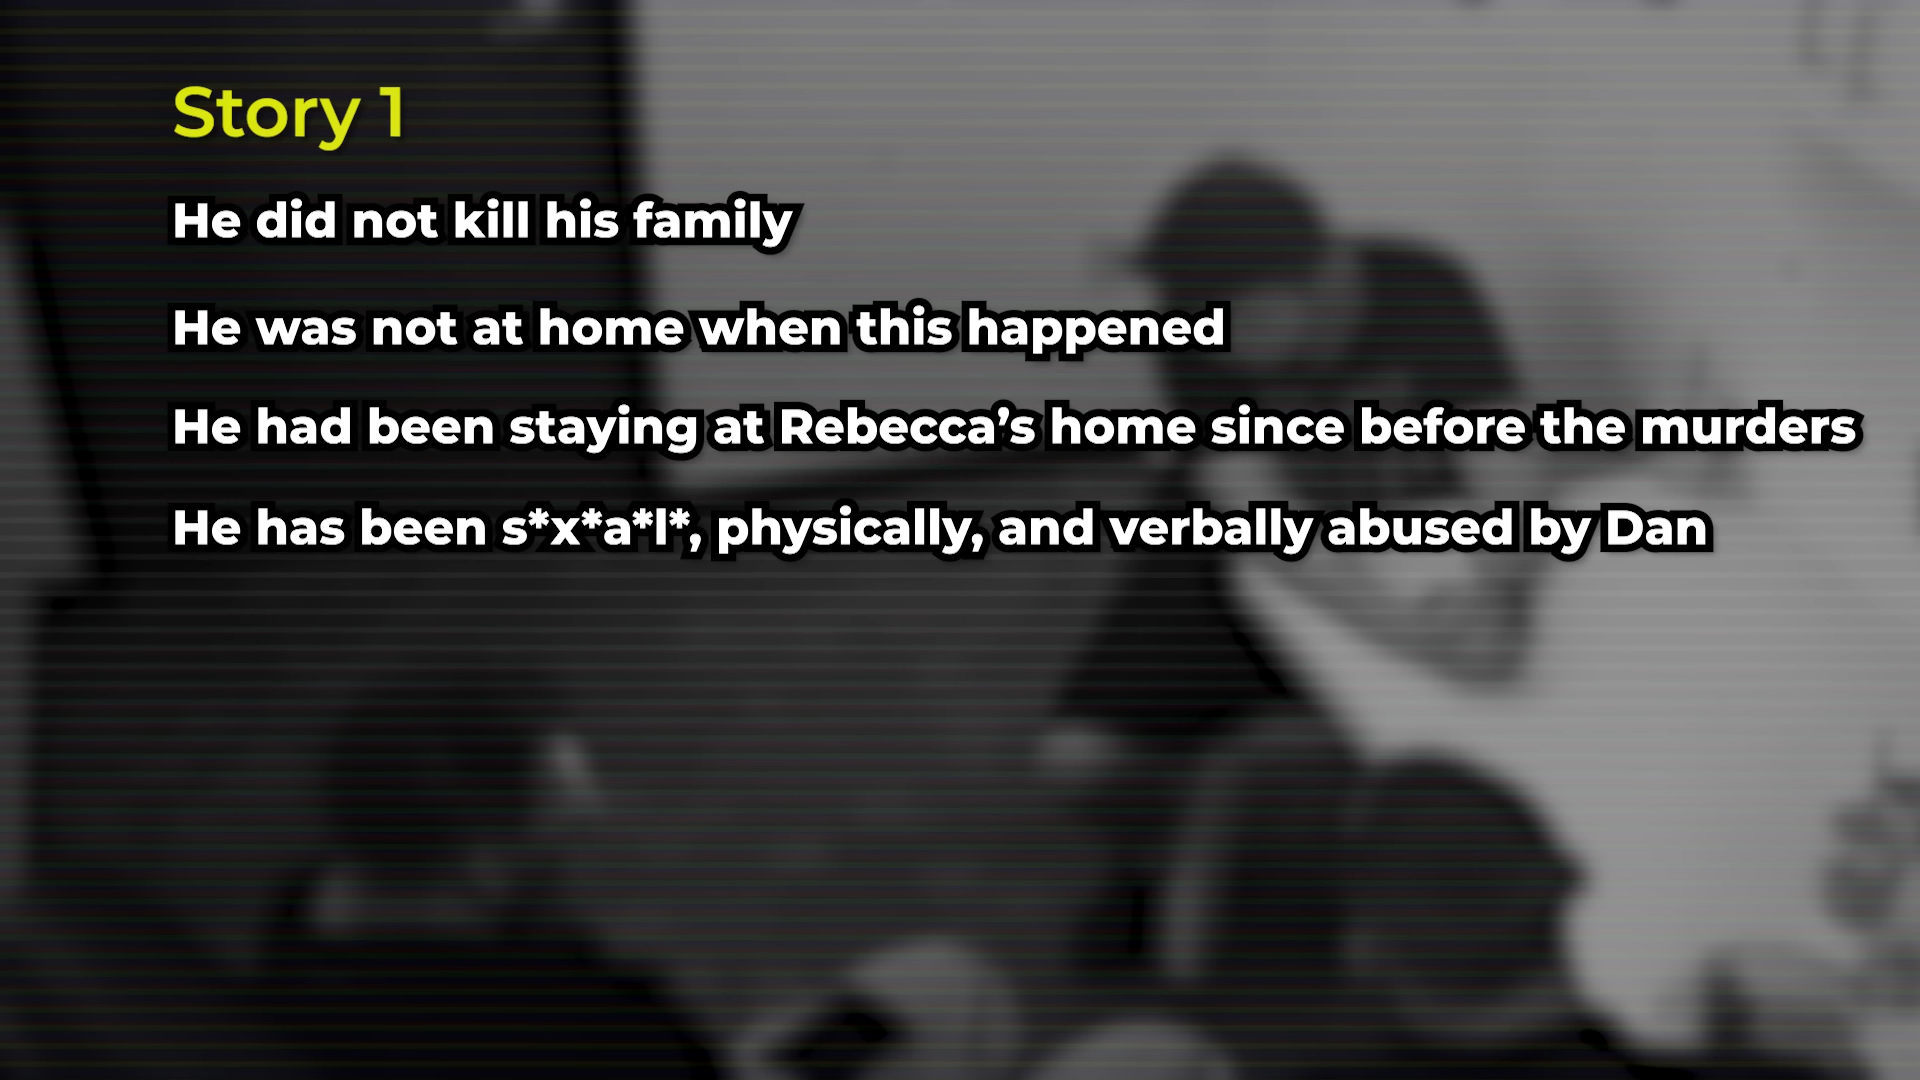 Story 1
He did not kill his family
He was not at home when this happened
He had been staying at Rebecca’s home since before the murders
He has been s*x*a*l*, physically, and verbally abused by Dan